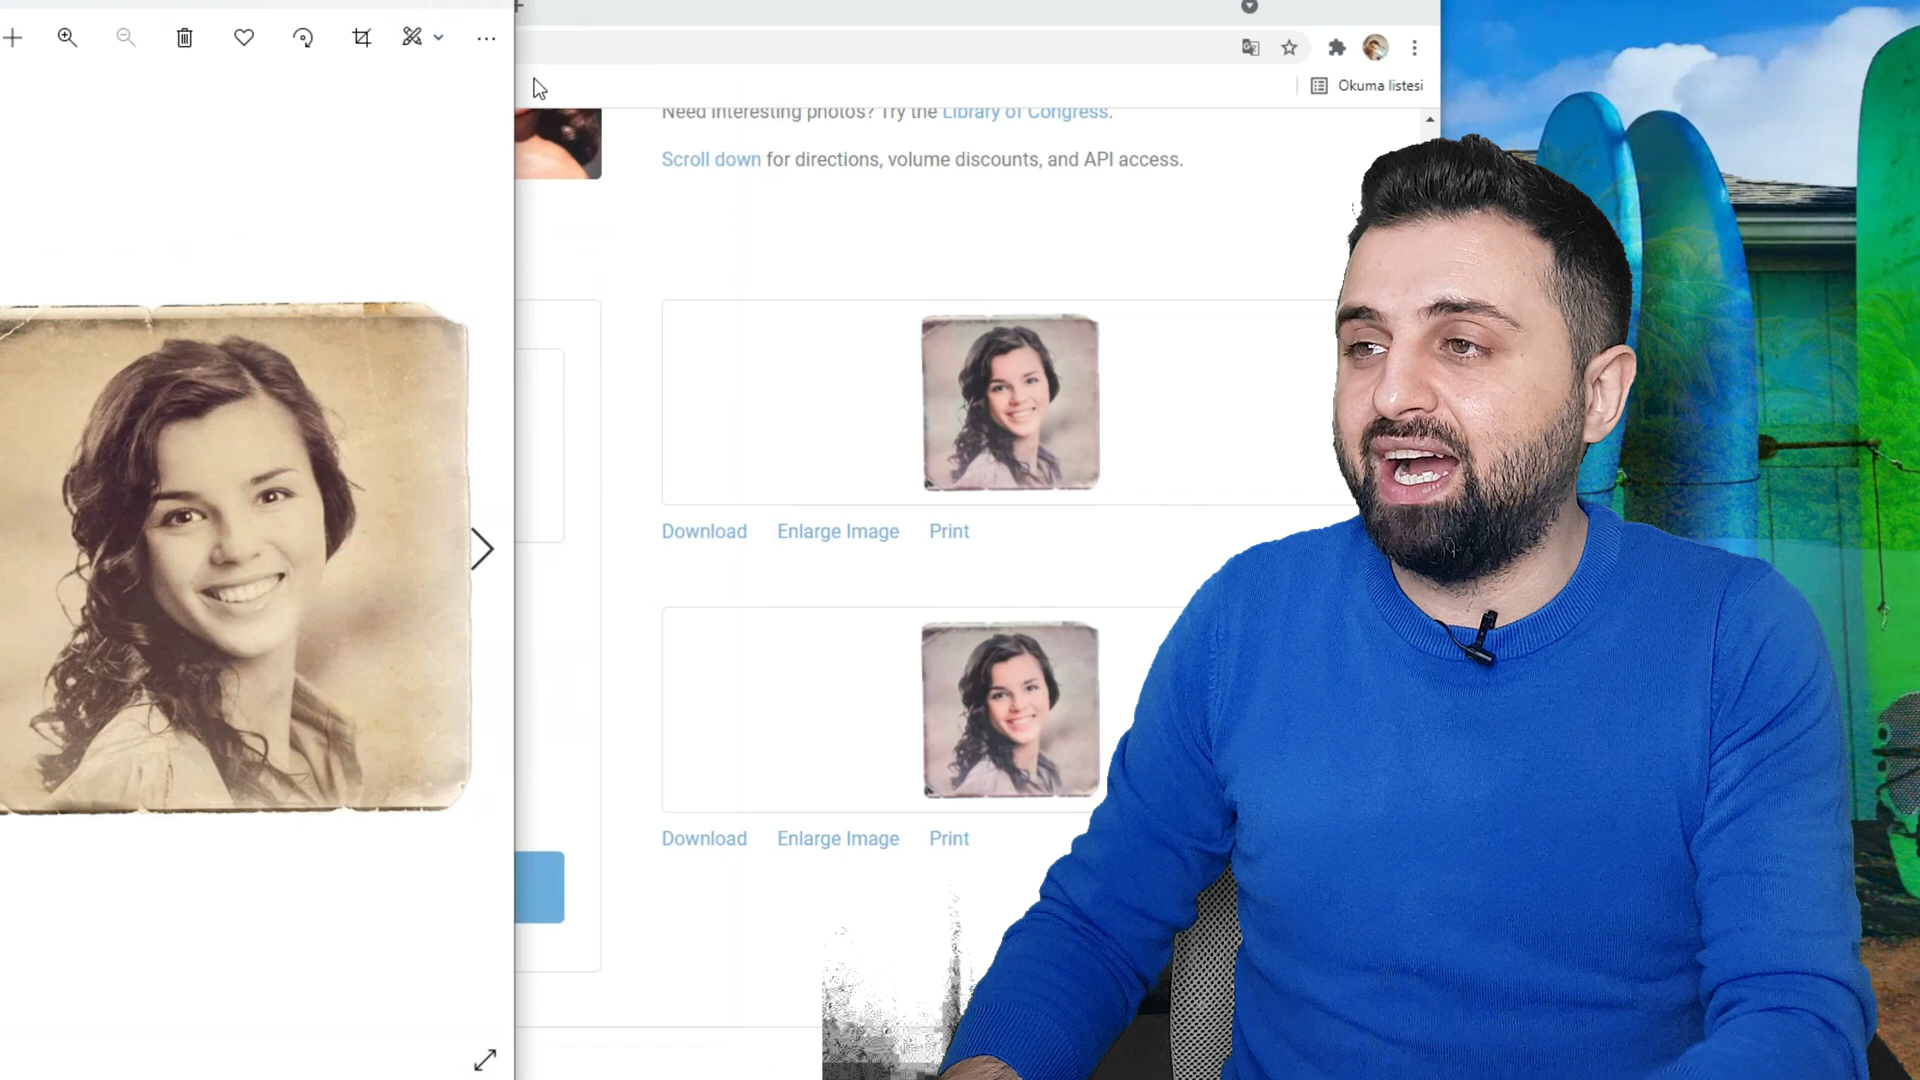 Okuma listesi
Need interesting photos? Try the Library of Congress.
Scroll down for directions, volume discounts, and API access.
Download Enlarge Image Print
Download Enlarge Image Print